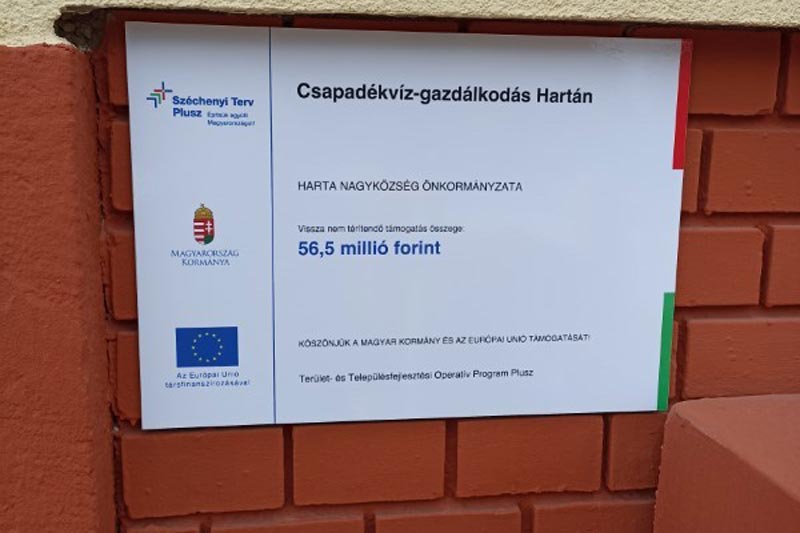 Széchenyi Terv
Plusz Építsük együtt
Magyarországot!
MAGYARORSZÁG
KORMÁNYA
Az Európai Unió
társfinanszírozásával
Csapadékvíz-gazdálkodás Hartán
HARTA NAGYKÖZSÉG ÖNKORMÁNYZATA
Vissza nem térítendő támogatás összege:
56,5 millió forint
KÖSZÖNJÜK A MAGYAR KORMÁNY ÉS AZ EURÓPAI UNIÓ TÁMOGATÁSÁT!
Terület- és Településfejlesztési Operatív Program Plusz